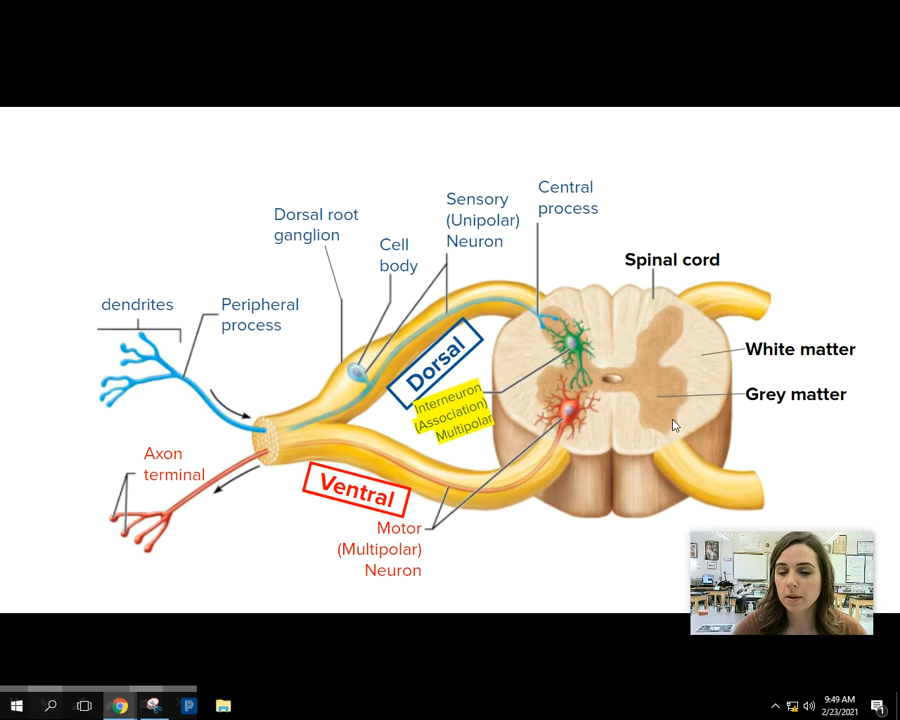 Central
process
Sensory
(Unipolar)
Neuron
Dorsal root
ganglion
Cell
body
Spinal cord
dendrites
Peripheral
process
White matter
Dorsal
Grey matter
Interneuron
(Association)
Multipolar
Axon
terminal
Ventral
Motor
(Multipolar)
Neuron
9:49 AM
2/23/2021